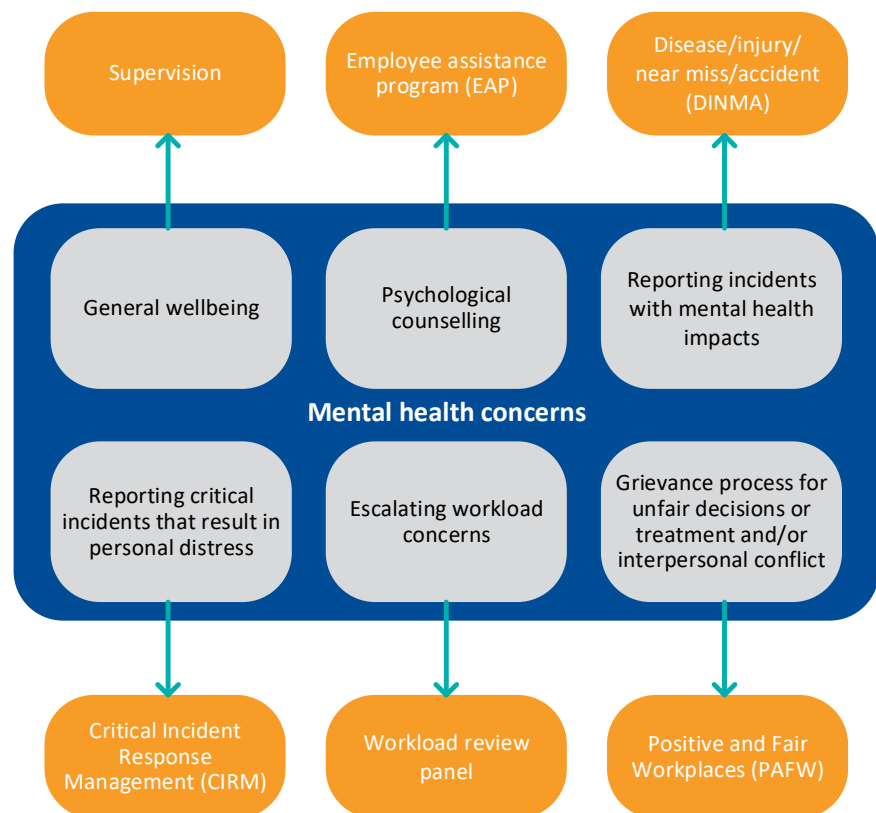 Supervision
Employee assistance
program (EAP)
Disease/injury/
near miss/accident
(DINMA)
General wellbeing
Psychological
counselling
Reporting incidents
with mental health
impacts
Mental health concerns
Reporting critical
incidents that result in
personal distress
Escalating workload
concerns
Grievance process for
unfair decisions or
treatment and/or
interpersonal conflict
Critical Incident
Response
Management (CIRM)
Workload review
panel
Positive and Fair
Workplaces (PAFW)